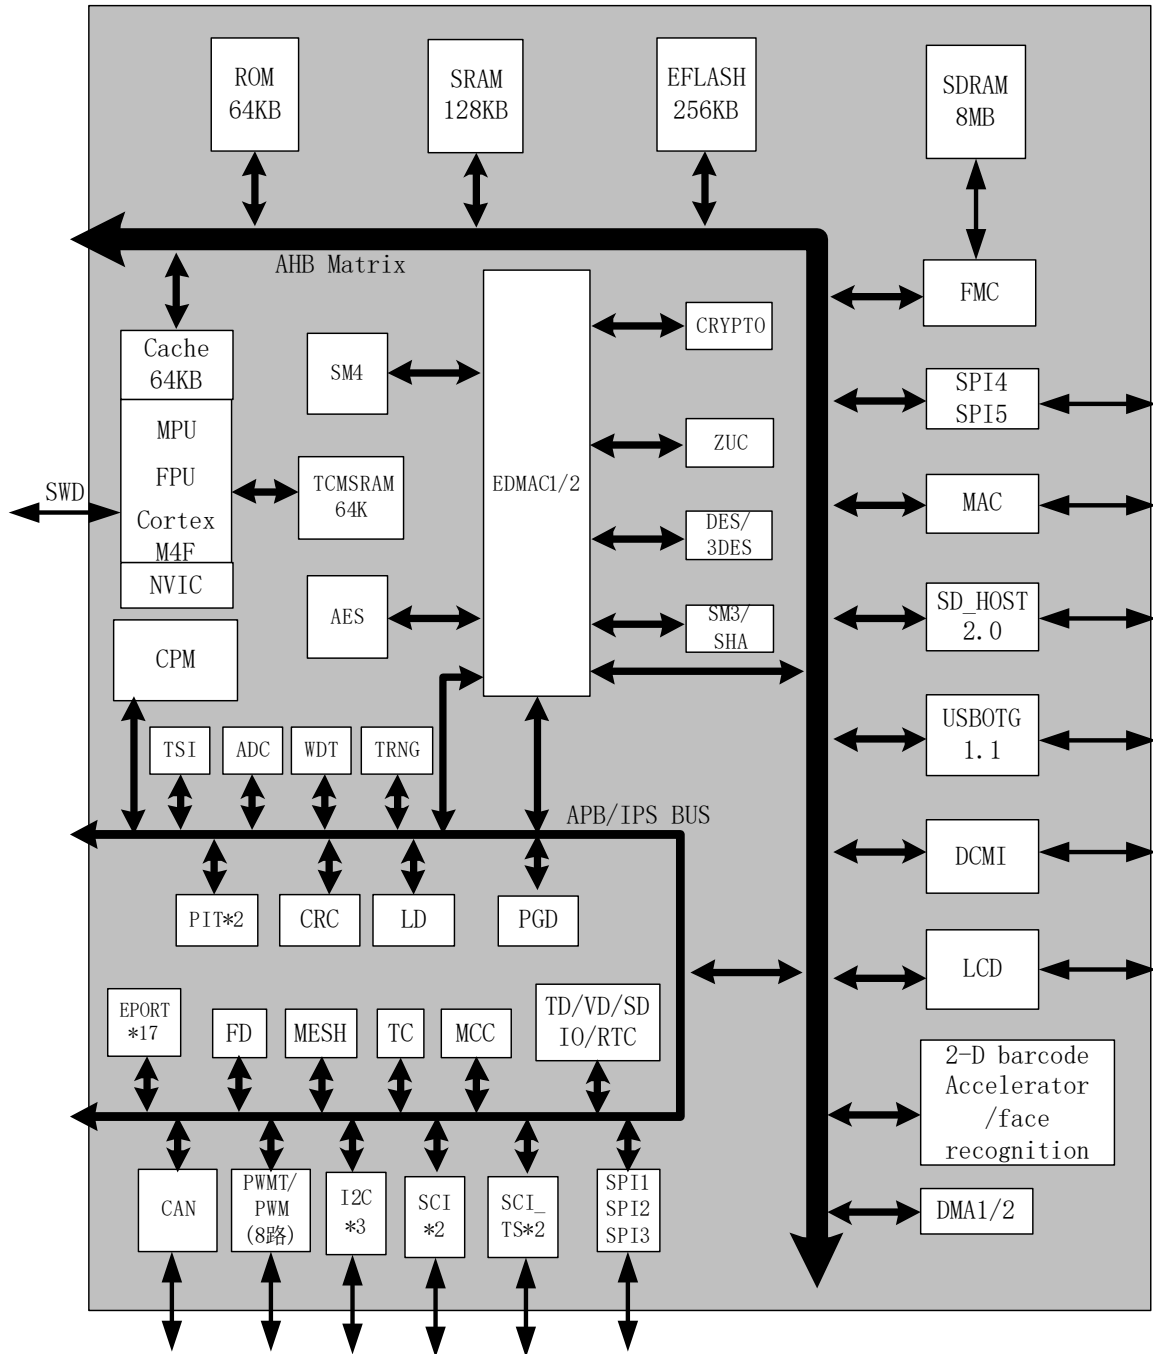 ROM
64KB
SRAM
128KB
EFLASH
256KB
SDRAM
8MB
AHB Matrix
FMC
Cache
64KB
MPU
FPU
Cortex
M4F
NVIC
SWD
TCMSRAM
64K
SM4
AES
CPM
EDMAC1/2
CRYPTO
ZUC
DES/
3DES
SM3/
SHA
SPI4
SPI5
MAC
SD_HOST
2.0
USBOTG
1.1
DCMI
LCD
2-D barcode
Accelerator
/face
recognition
DMA1/2
TSI
ADC
WDT
TRNG
APB/IPS BUS
PIT*2
CRC
LD
PGD
EPORT
*17
FD
MESH
TC
MCC
TD/VD/SD
IO/RTC
CAN
PWMT/
PWM
(8路)
I2C
*3
SCI
*2
SCI_
TS*2
SPI1
SPI2
SPI3